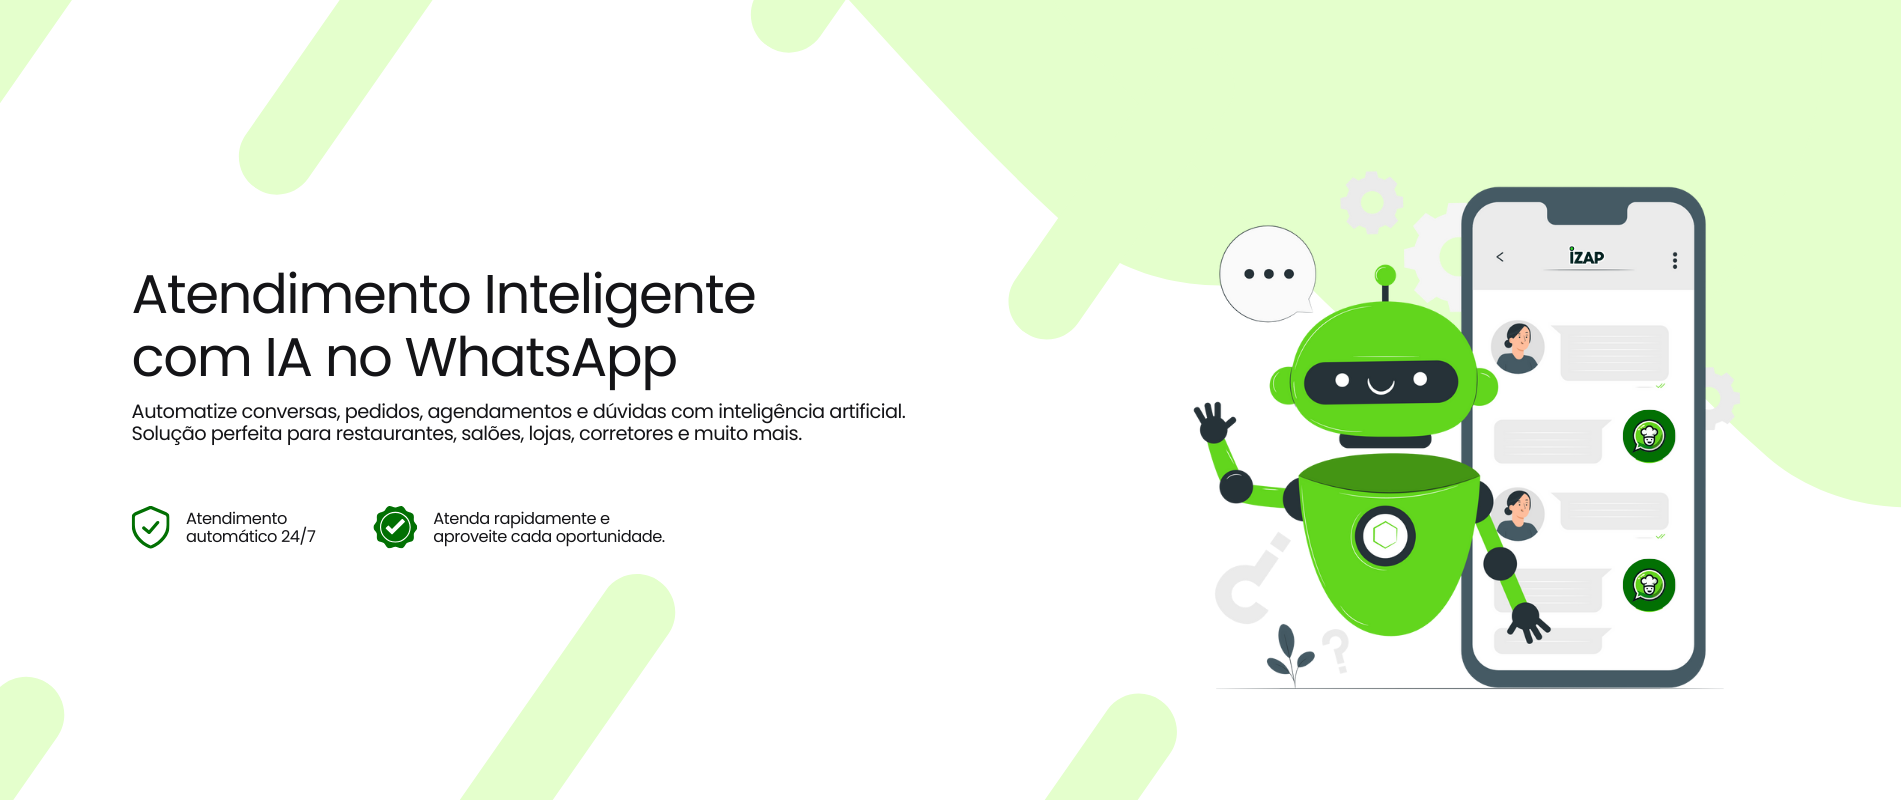 Atendimento Inteligente
com IA no WhatsApp
Automatize conversas, pedidos, agendamentos e dúvidas com inteligência artificial.
Solução perfeita para restaurantes, salões, lojas, corretores e muito mais.
Atendimento
automático 24/7
Atenda rapidamente e
aproveite cada oportunidade.
iZAP
?
?